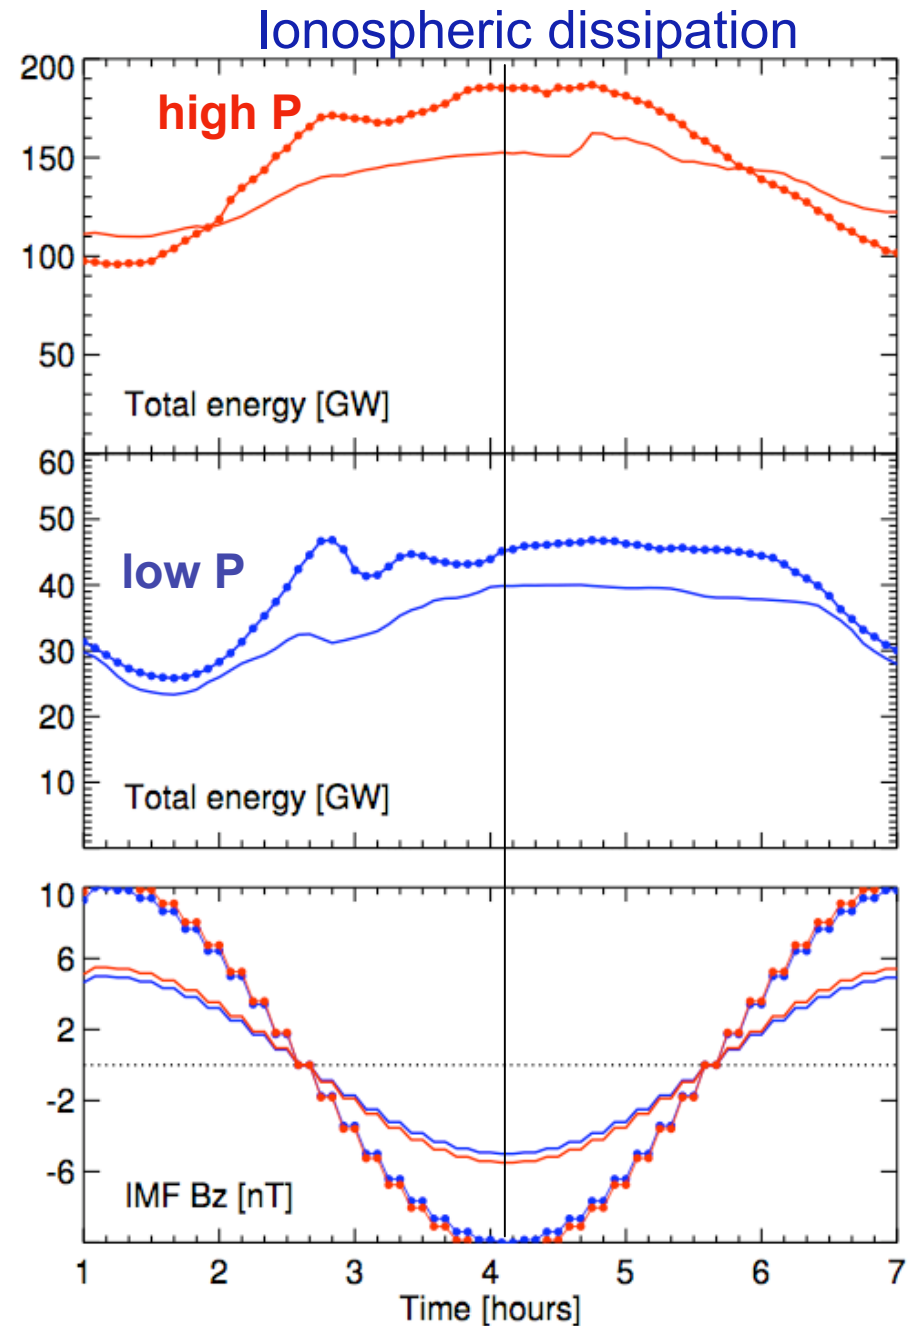 Ionospheric dissipation
200
high P
150
100
50
Total energy [GW]
60
50
low P
40
30
20
10
Total energy [GW]
10
6
2
-2
-6
IMF Bz [nT]
1 2 3 4 5 6 7
Time [hours]